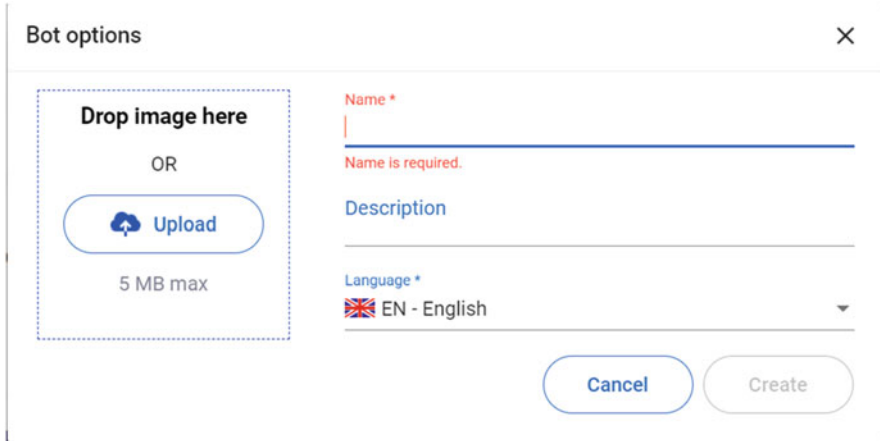 Bot options
Drop image here
OR
Upload
5 MB max
Name *
Name is required.
Description
Language *
EN - English
Cancel
Create